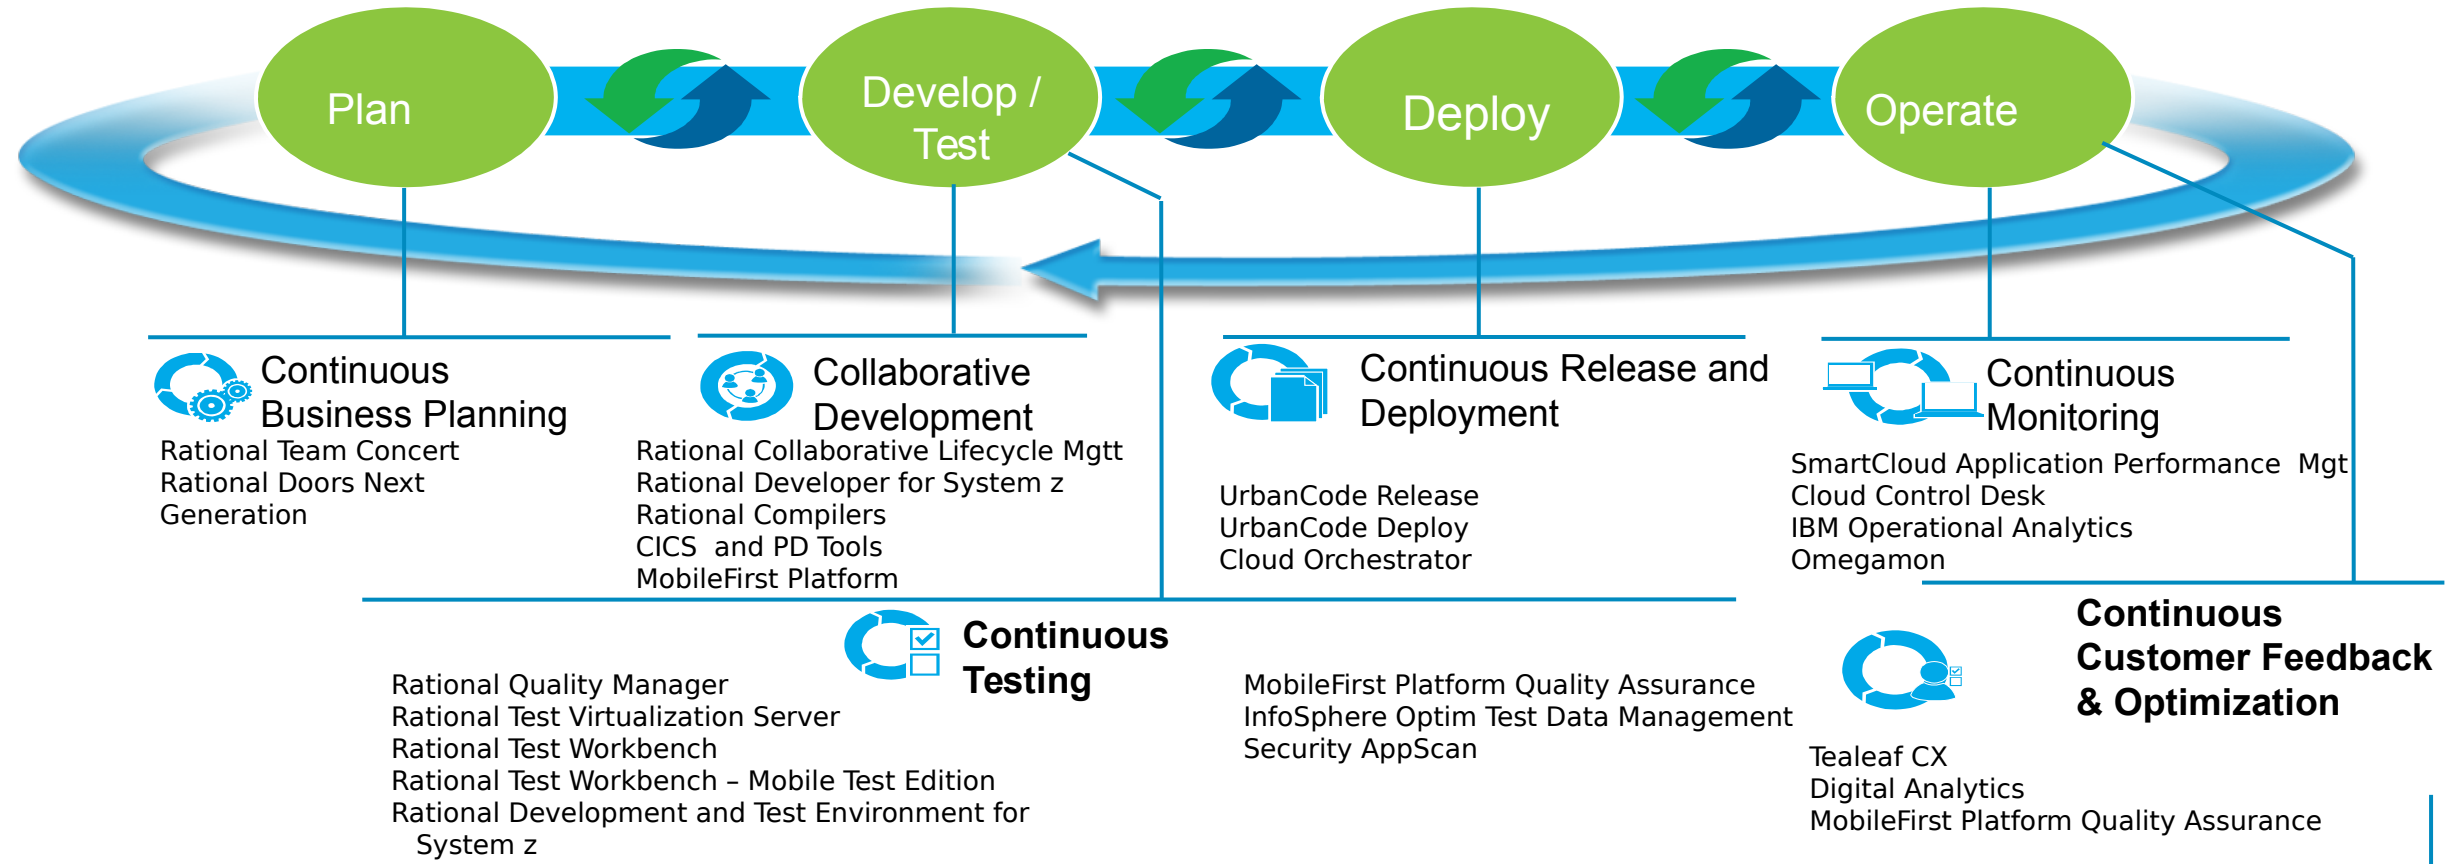 Plan
Develop /
Test
Deploy
Operate
Continuous
Business Planning
Rational Team Concert
Rational Doors Next
Generation
Collaborative
Development
Rational Collaborative Lifecycle Mgtt
Rational Developer for System z
Rational Compilers
CICS  and PD Tools
MobileFirst Platform
Continuous Release and
Deployment
UrbanCode Release
UrbanCode Deploy
Cloud Orchestrator
Continuous
Monitoring
SmartCloud Application Performance  Mgt
Cloud Control Desk
IBM Operational Analytics
Omegamon
Continuous
Testing
Rational Quality Manager
Rational Test Virtualization Server
Rational Test Workbench
Rational Test Workbench – Mobile Test Edition
Rational Development and Test Environment for
System z
MobileFirst Platform Quality Assurance
InfoSphere Optim Test Data Management
Security AppScan
Continuous
Customer Feedback
& Optimization
Tealeaf CX
Digital Analytics
MobileFirst Platform Quality Assurance